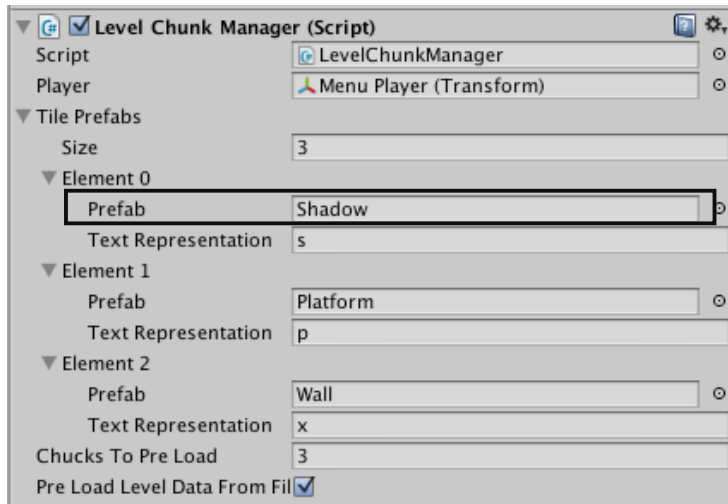 Level Chunk Manager (Script)
Script LevelChunkManager
Player Menu Player (Transform)
Tile Prefabs
Size 3
Element 0
Prefab Shadow
Text Representation s
Element 1
Prefab Platform
Text Representation p
Element 2
Prefab Wall
Text Representation x
Chucks To Pre Load 3
Pre Load Level Data From Fil